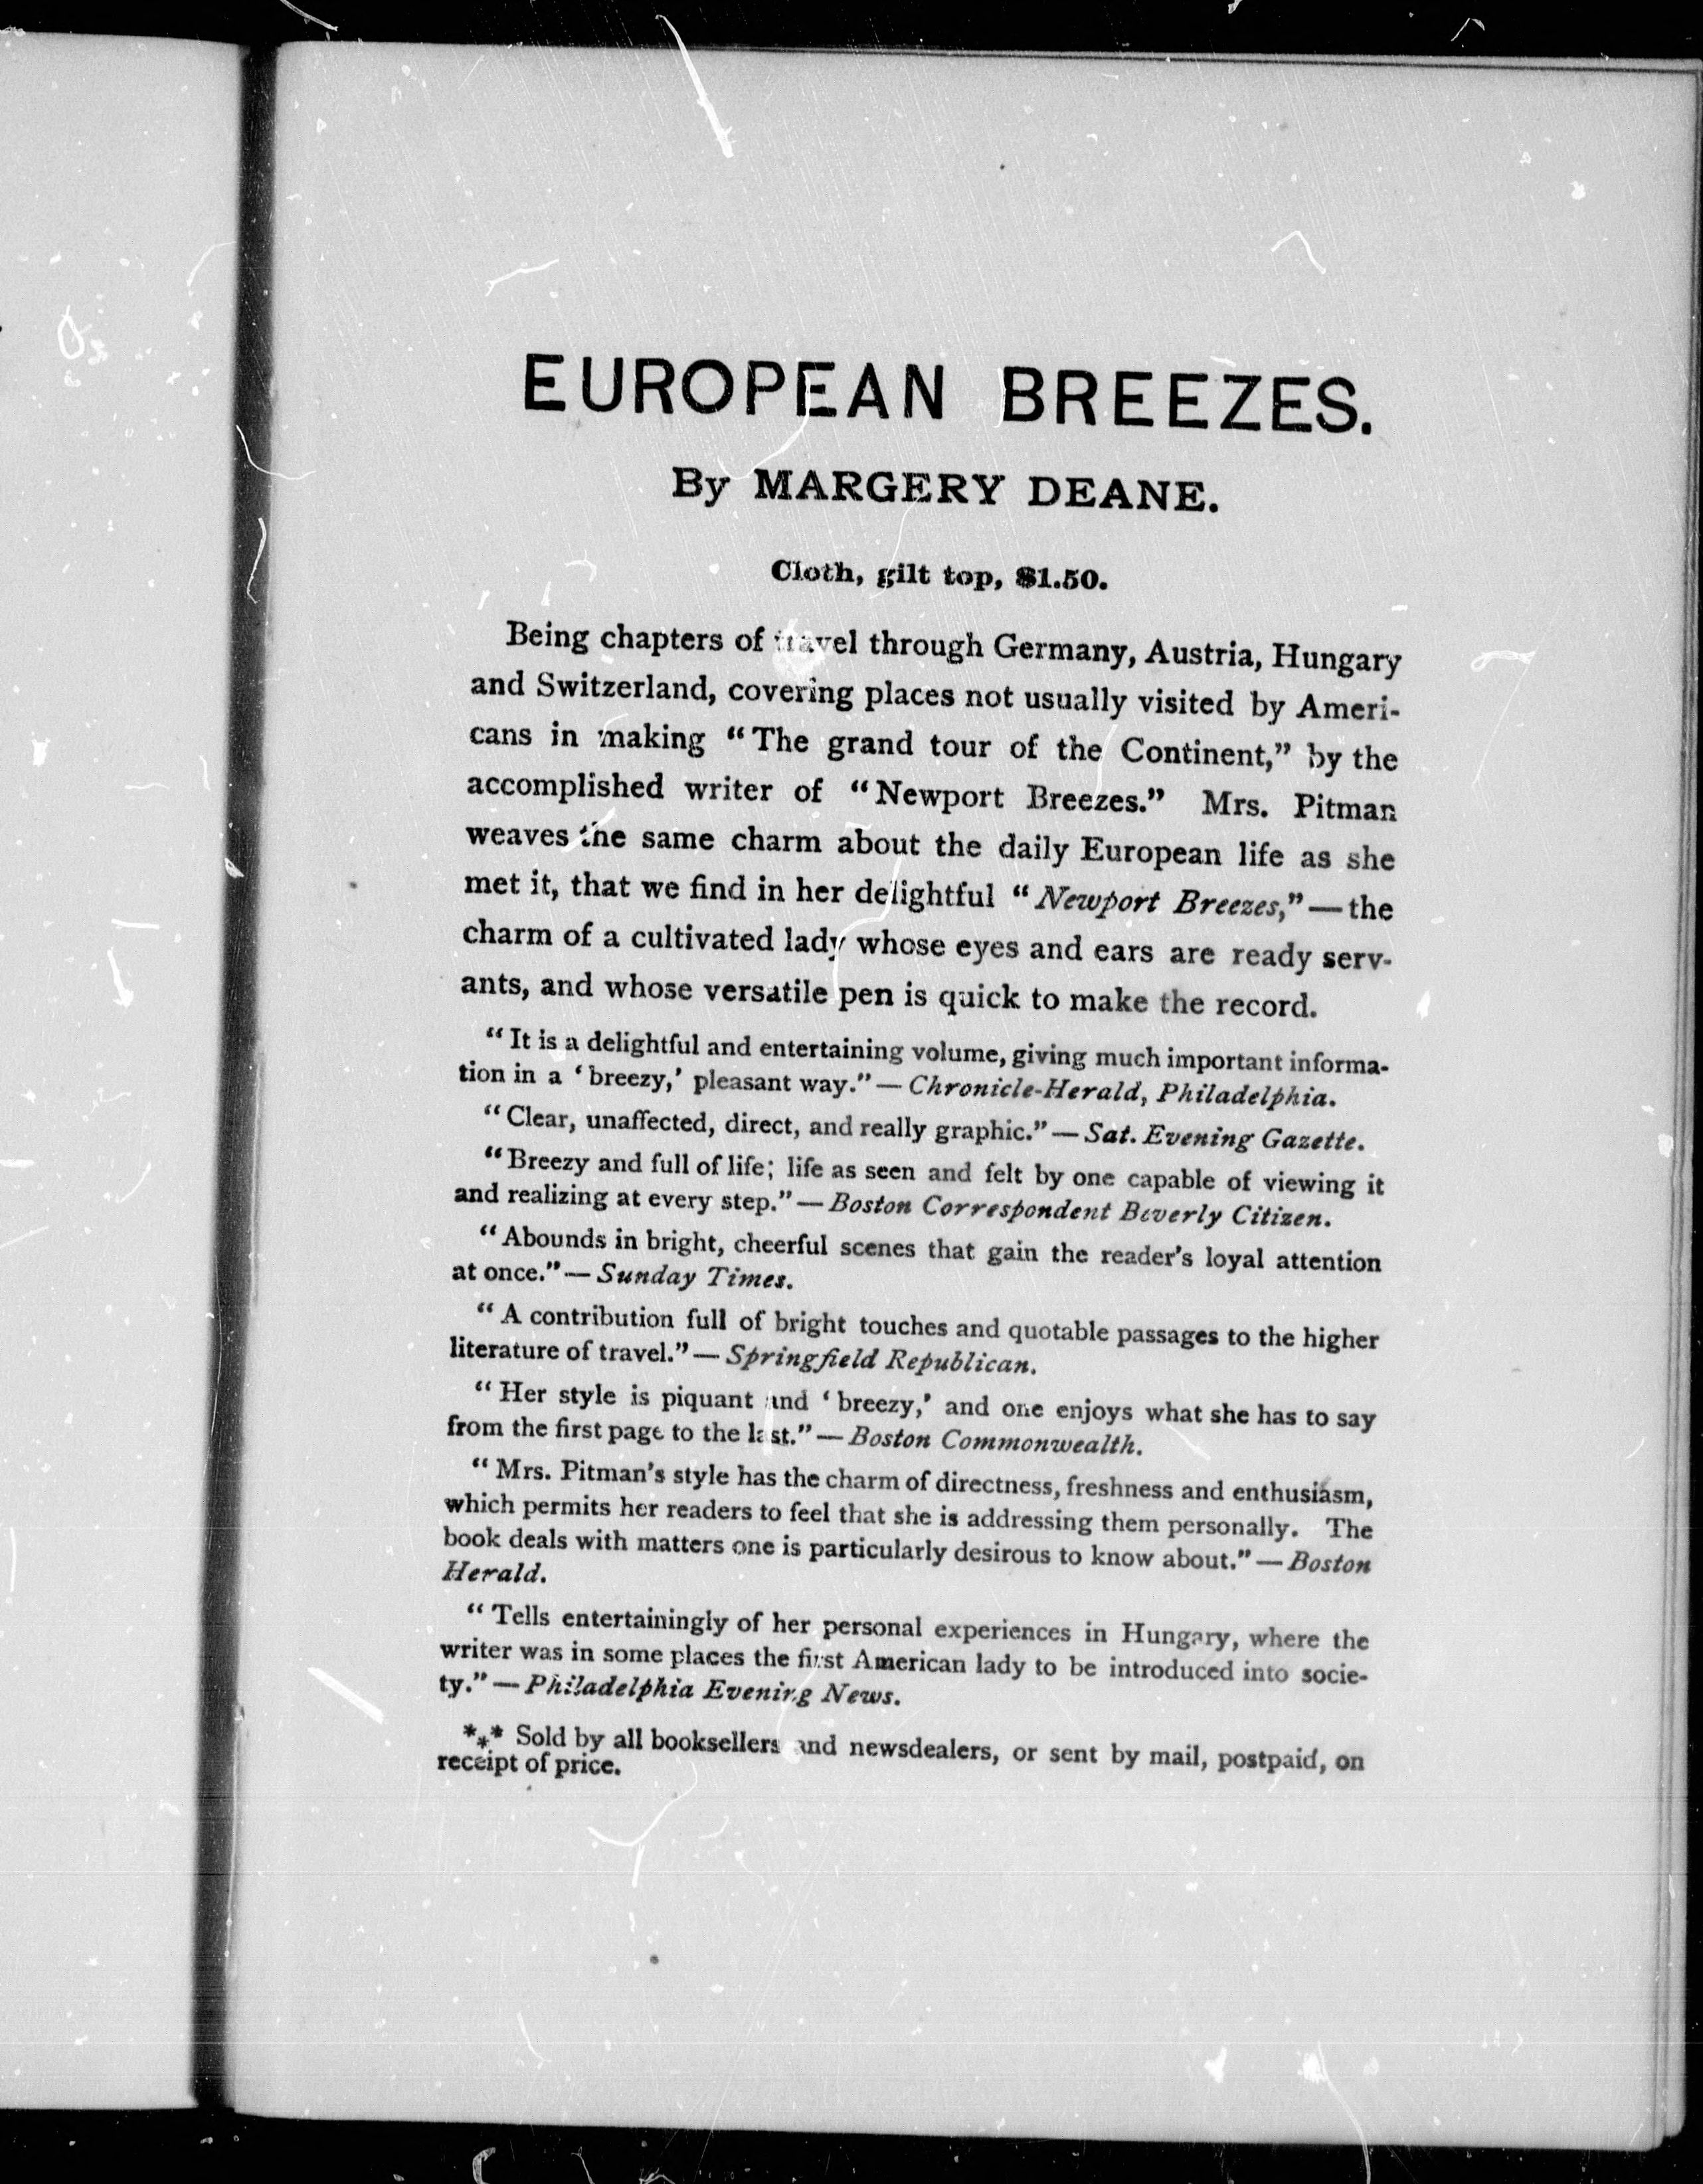 EUROPEAN BREEZES.
By MARGERY DEANE.
Cloth, gilt top, $1.50.
Being chapters of travel through Germany, Austria, Hungary
and Switzerland, covering places not usually visited by Ameri-
cans in making “The grand tour of the Continent,” by the
accomplished writer of “Newport Breezes.” Mrs. Pitman
weaves the same charm about the daily European life as she
met it, that we find in her delightful “Newport Breezes,”—the
charm of a cultivated lady whose eyes and ears are ready serv-
ants, and whose versatile pen is quick to make the record.
“It is a delightful and entertaining volume, giving much important informa-
tion in a ‘breezy,’ pleasant way.”—Chronicle-Herald, Philadelphia.
“Clear, unaffected, direct, and really graphic.”—Sat. Evening Gazette.
“Breezy and full of life; life as seen and felt by one capable of viewing it
and realizing at every step.”—Boston Correspondent Beverly Citizen.
“Abounds in bright, cheerful scenes that gain the reader’s loyal attention
at once.”—Sunday Times.
“A contribution full of bright touches and quotable passages to the higher
literature of travel.”—Springfield Republican.
“Her style is piquant and ‘breezy,’ and one enjoys what she has to say
from the first page to the last.”—Boston Commonwealth.
“Mrs. Pitman’s style has the charm of directness, freshness and enthusiasm,
which permits her readers to feel that she is addressing them personally. The
book deals with matters one is particularly desirous to know about.”—Boston
Herald.
“Tells entertainingly of her personal experiences in Hungary, where the
writer was in some places the first American lady to be introduced into socie-
ty.”—Philadelphia Evening News.
*⁎* Sold by all booksellers and newsdealers, or sent by mail, postpaid, on
receipt of price.